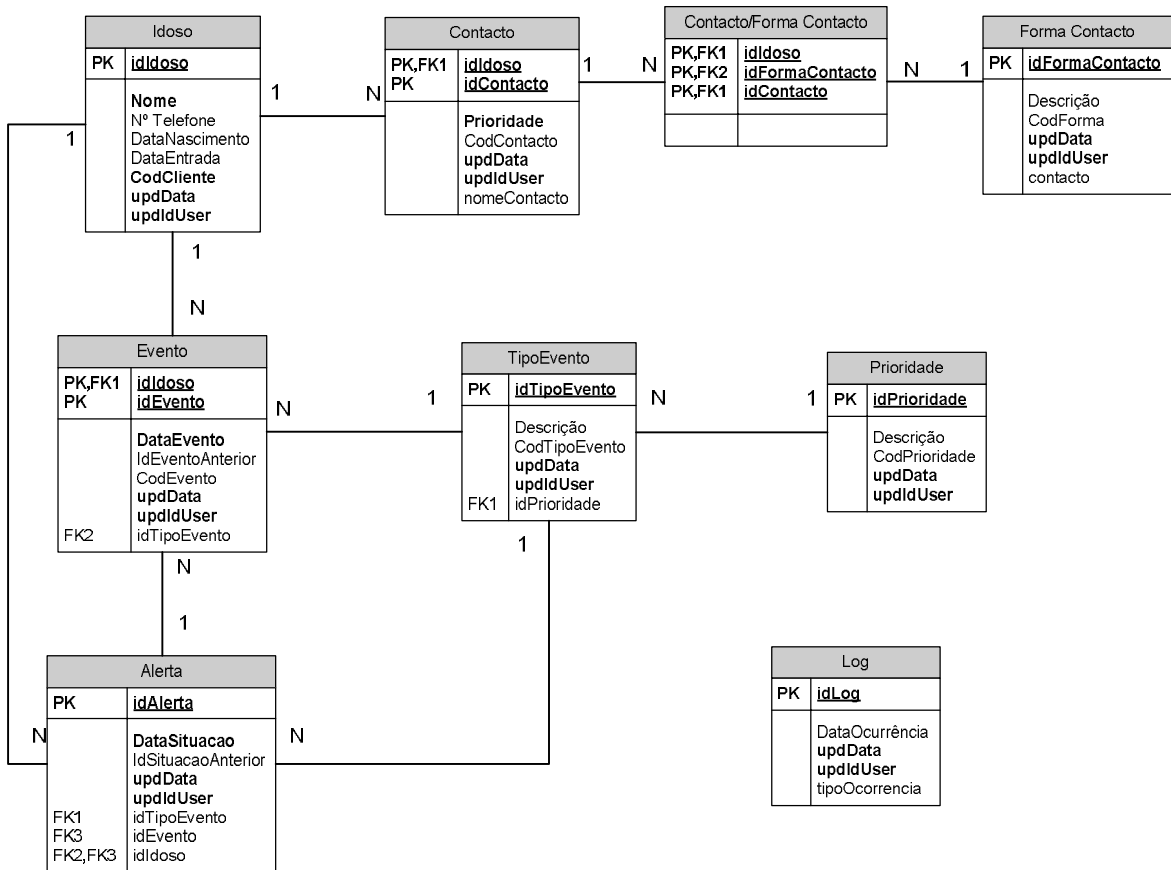 Idoso
PK idIdoso
Nome
Nº Telefone
DataNascimento
DataEntrada
CodCliente
updData
updIdUser
Contacto
PK,FK1 idIdoso
PK idContacto
Prioridade
CodContacto
updData
updIdUser
nomeContacto
Contacto/Forma Contacto
PK,FK1 idIdoso
PK,FK2 idFormaContacto
PK,FK1 idContacto
Forma Contacto
PK idFormaContacto
Descrição
CodForma
updData
updIdUser
contacto
1
N
1
N
N
1
1
1
N
Evento
PK,FK1 idIdoso
PK idEvento
DataEvento
IdEventoAnterior
CodEvento
updData
updIdUser
FK2 idTipoEvento
N
1
TipoEvento
PK idTipoEvento
Descrição
CodTipoEvento
updData
updIdUser
FK1 idPrioridade
N
1
Prioridade
PK idPrioridade
Descrição
CodPrioridade
updData
updIdUser
N
1
1
Alerta
PK idAlerta
DataSituacao
IdSituacaoAnterior
updData
updIdUser
FK1 idTipoEvento
FK3 idEvento
FK2,FK3 idIdoso
N
N
Log
PK idLog
DataOcurrência
updData
updIdUser
tipoOcorrencia